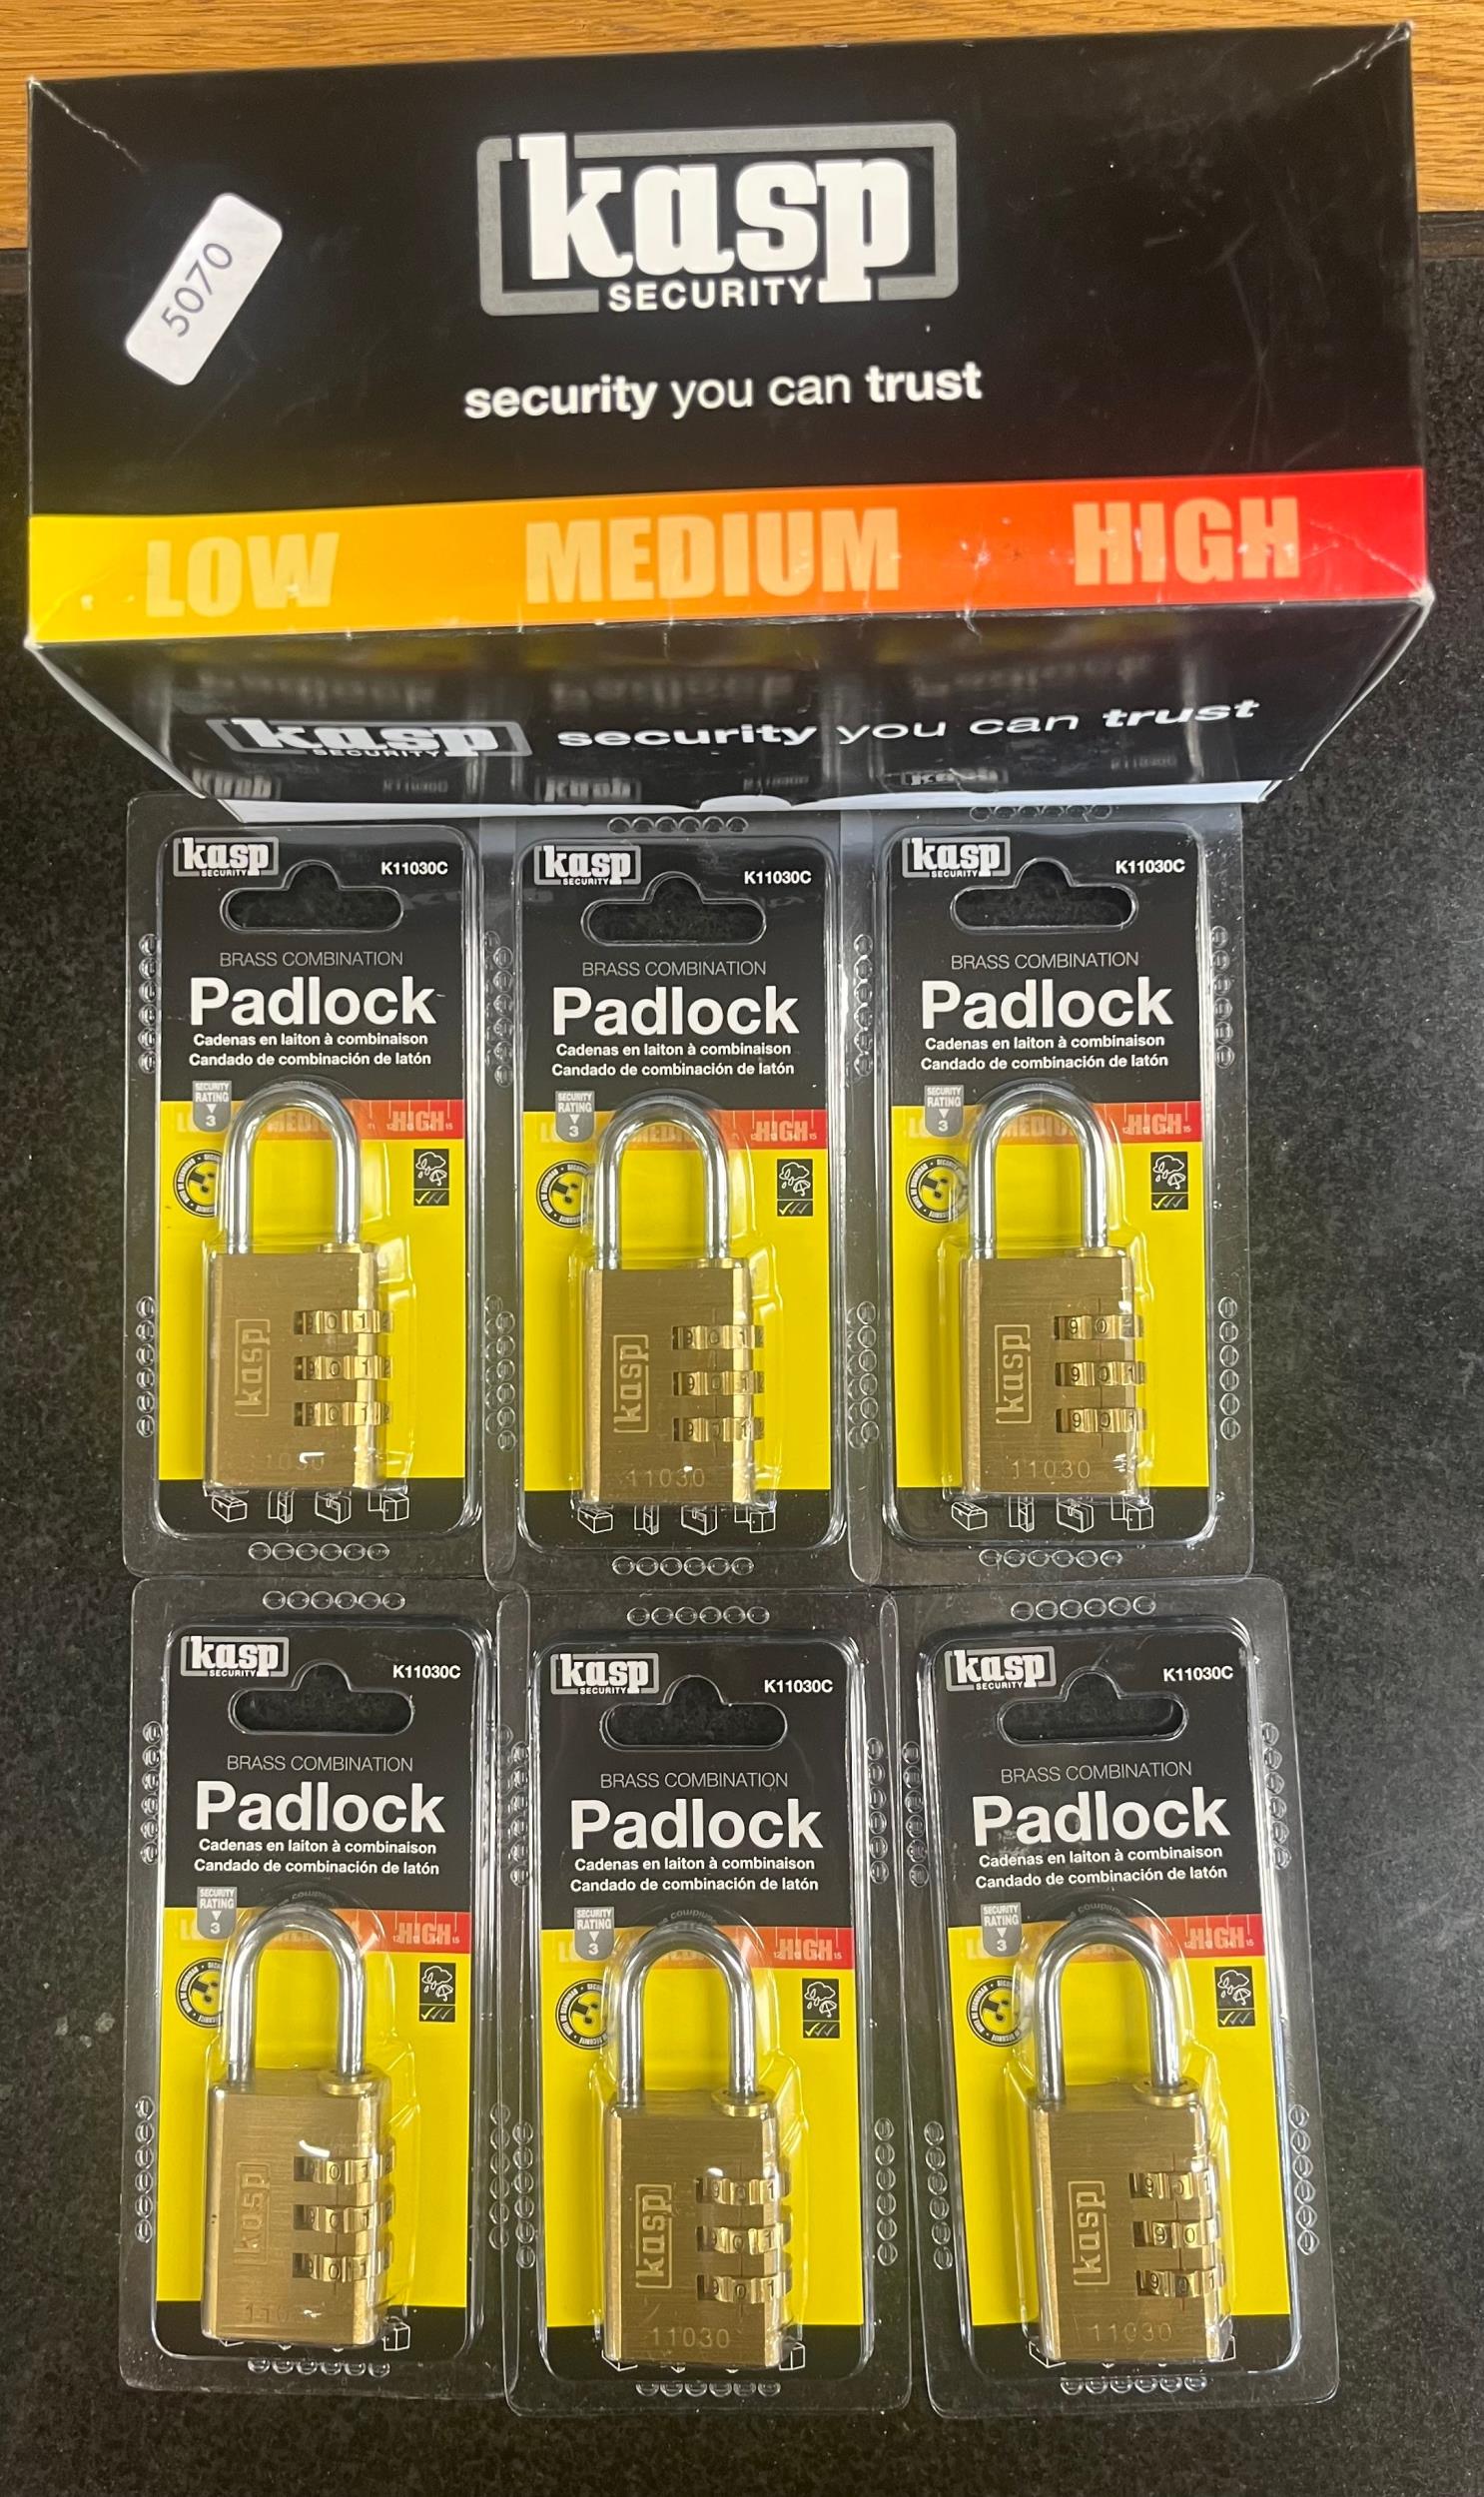 kasp
SECURITY
5070
security you can trust
LOW MEDIUM HIGH
kasp SECURITY security you can trust
kasp SECURITY K11030C
BRASS COMBINATION
Padlock
Cadenas en laiton à combinaison
Candado de combinación de latón
SECURITY RATING 3
HIGH
kasp
kasp SECURITY K11030C
BRASS COMBINATION
Padlock
Cadenas en laiton à combinaison
Candado de combinación de latón
SECURITY RATING 3
HIGH
kasp
11030
kasp SECURITY K11030C
BRASS COMBINATION
Padlock
Cadenas en laiton à combinaison
Candado de combinación de latón
SECURITY RATING 3
HIGH
kasp
11030
kasp SECURITY K11030C
BRASS COMBINATION
Padlock
Cadenas en laiton à combinaison
Candado de combinación de latón
SECURITY RATING 3
HIGH
kasp
kasp SECURITY K11030C
BRASS COMBINATION
Padlock
Cadenas en laiton à combinaison
Candado de combinación de latón
SECURITY RATING 3
HIGH
kasp
11030
kasp SECURITY K11030C
BRASS COMBINATION
Padlock
Cadenas en laiton à combinaison
Candado de combinación de latón
SECURITY RATING 3
HIGH
kasp
11030